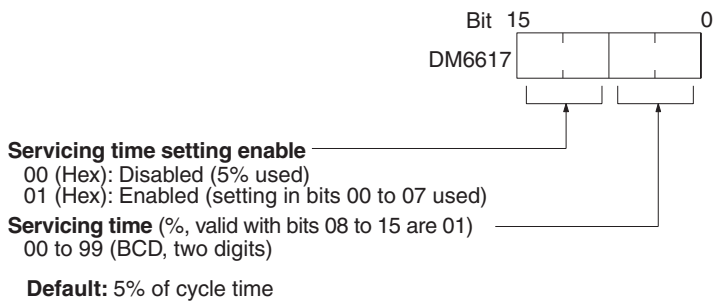 Bit 15 0
DM6617
Servicing time setting enable
00 (Hex): Disabled (5% used)
01 (Hex): Enabled (setting in bits 00 to 07 used)
Servicing time (%, valid with bits 08 to 15 are 01)
00 to 99 (BCD, two digits)
Default: 5% of cycle time